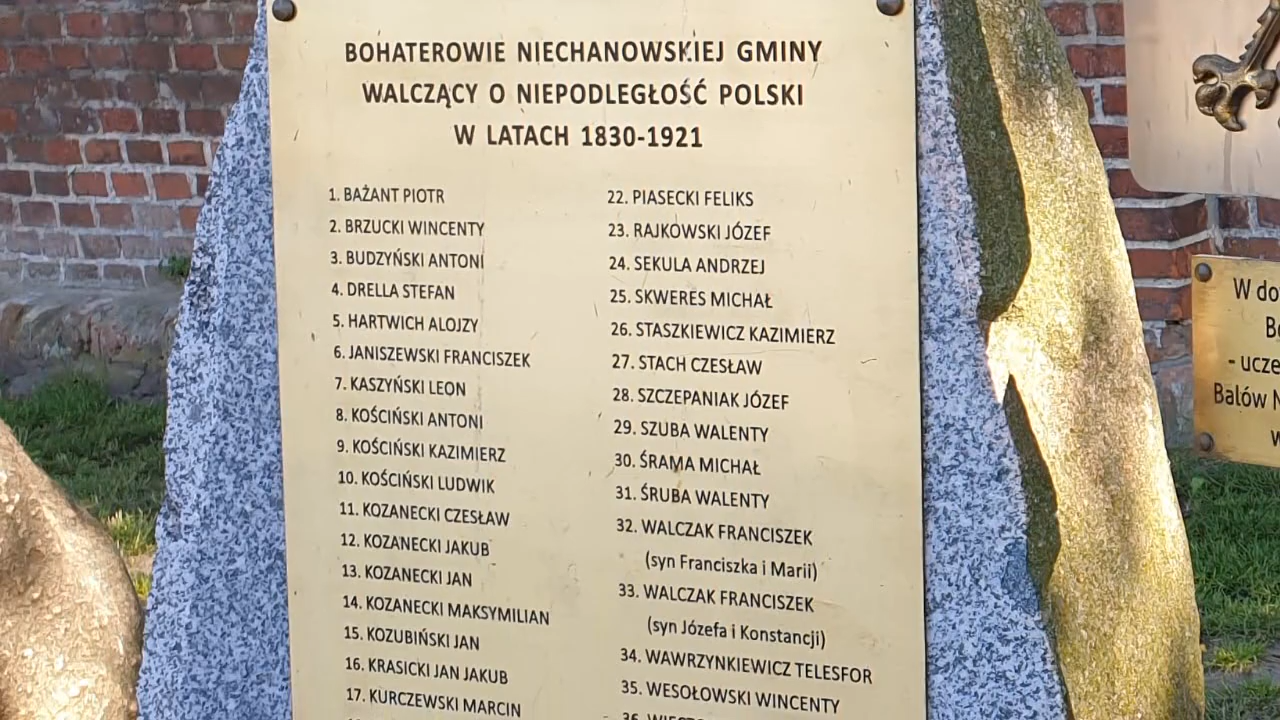 BOHATEROWIE NIECHANOWSKIEJ GMINY
WALCZĄCY O NIEPODLEGŁOŚĆ POLSKI
W LATACH 1830-1921
1. BAŻANT PIOTR
2. BRZUCKI WINCENTY
3. BUDZYŃSKI ANTONI
4. DRELLA STEFAN
5. HARTWICH ALOJZY
6. JANISZEWSKI FRANCISZEK
7. KASZYŃSKI LEON
8. KOŚCIŃSKI ANTONI
9. KOŚCIŃSKI KAZIMIERZ
10. KOŚCIŃSKI LUDWIK
11. KOZANECKI CZESŁAW
12. KOZANECKI JAKUB
13. KOZANECKI JAN
14. KOZANECKI MAKSYMILIAN
15. KOZUBIŃSKI JAN
16. KRASICKI JAN JAKUB
17. KURCZEWSKI MARCIN
22. PIASECKI FELIKS
23. RAJKOWSKI JÓZEF
24. SEKULA ANDRZEJ
25. SKWERES MICHAŁ
26. STASZKIEWICZ KAZIMIERZ
27. STACH CZESŁAW
28. SZCZEPANIAK JÓZEF
29. SZUBA WALENTY
30. ŚRAMA MICHAŁ
31. ŚRUBA WALENTY
32. WALCZAK FRANCISZEK
(syn Franciszka i Marii)
33. WALCZAK FRANCISZEK
(syn Józefa i Konstancji)
34. WAWRZYNKIEWICZ TELESFOR
35. WESOŁOWSKI WINCENTY
36.
W do
- ucze
Balów
w